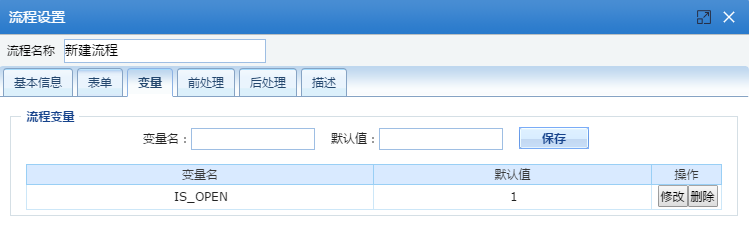 流程设置
流程名称 新建流程
基本信息 表单 变量 前处理 后处理 描述
流程变量
变量名： 默认值： 保存
变量名 默认值 操作
IS_OPEN 1 修改 删除